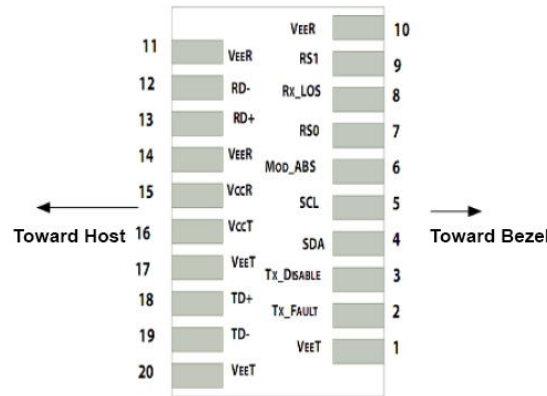 11 VEER
12 RD-
13 RD+
14 VEER
15 VCCR
16 VCCT
17 VEET
18 TD+
19 TD-
20 VEET
VEER 10
RS1 9
RX_LOS 8
RS0 7
MOD_ABS 6
SCL 5
SDA 4
TX_DISABLE 3
TX_FAULT 2
VEET 1
Toward Host
Toward Bezel